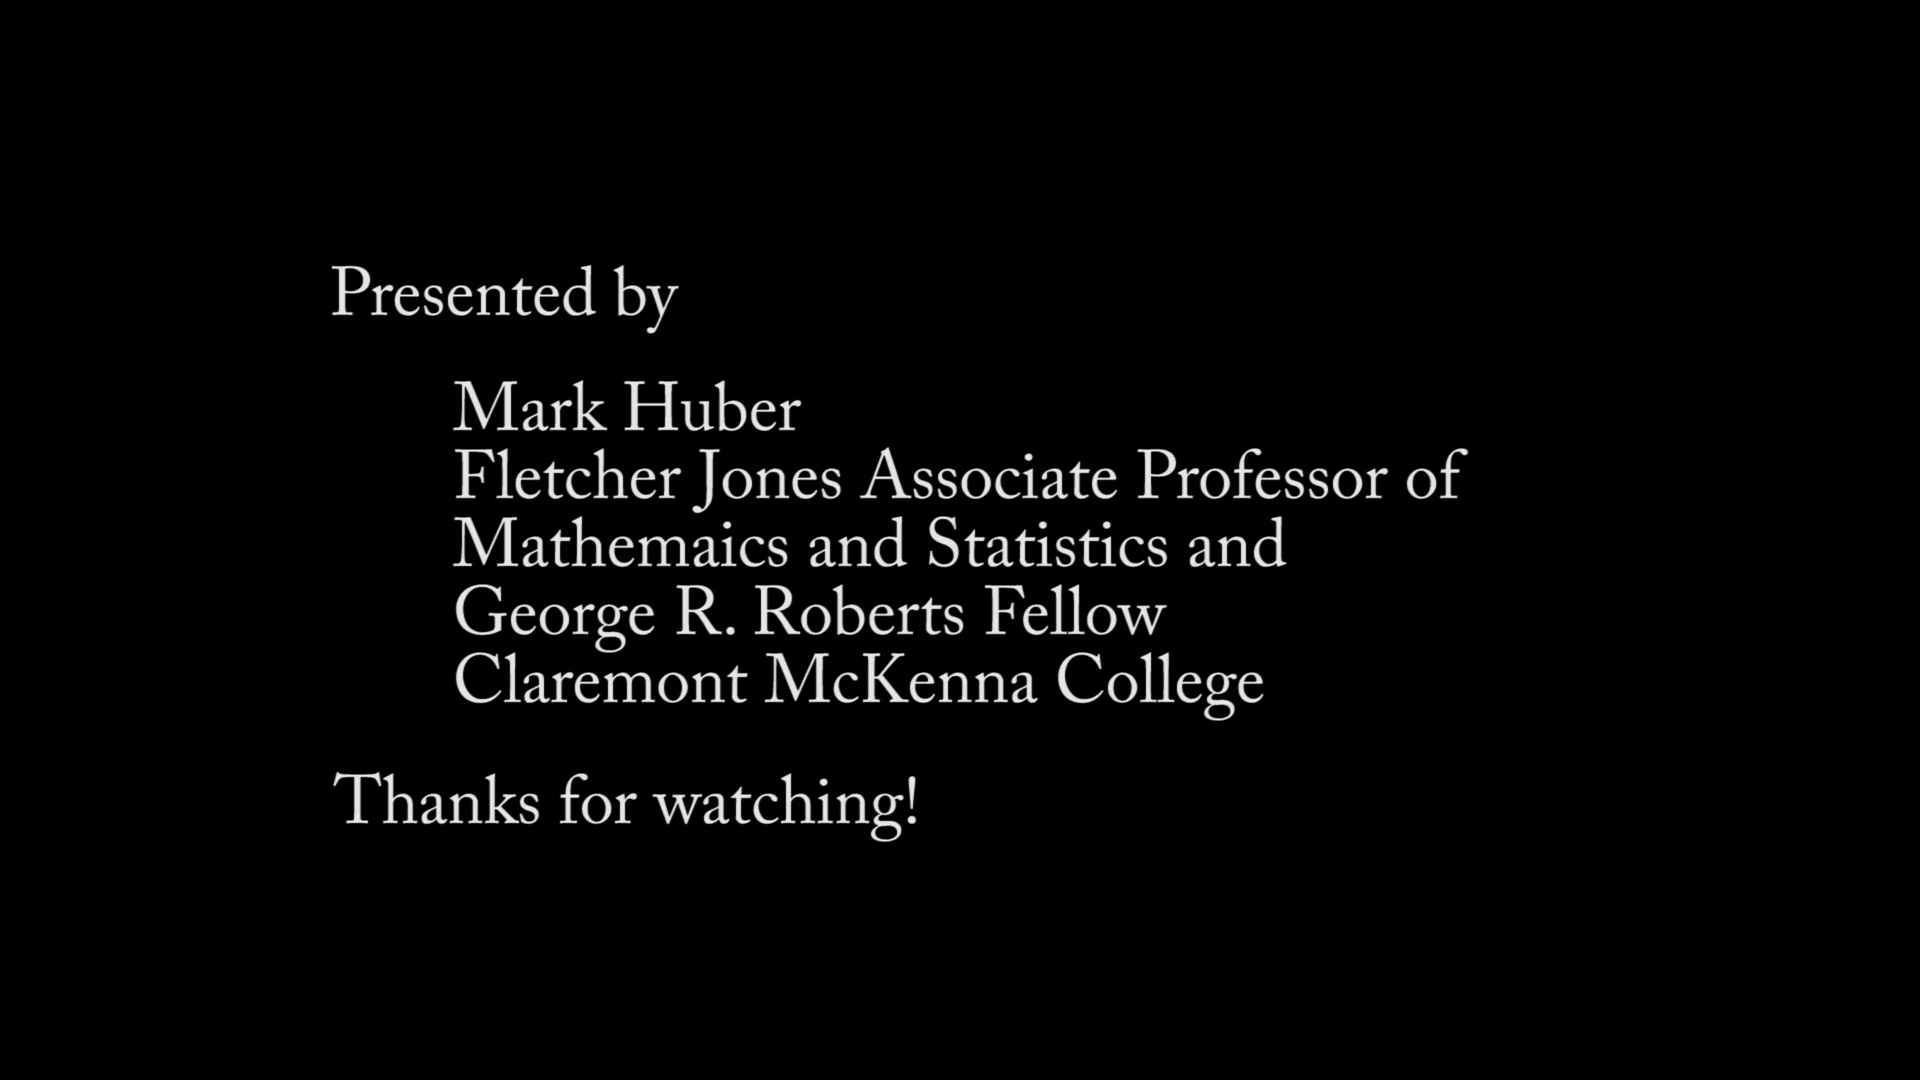 Presented by
Mark Huber
Fletcher Jones Associate Professor of
Mathemaics and Statistics and
George R. Roberts Fellow
Claremont McKenna College
Thanks for watching!